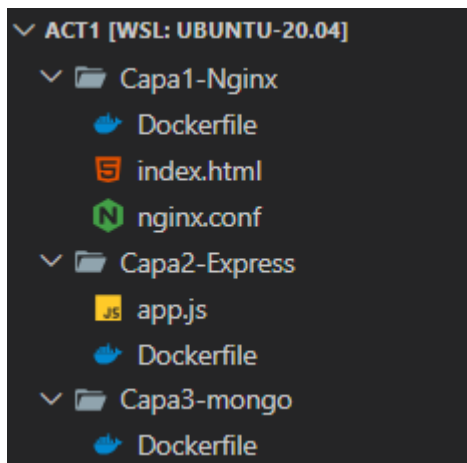 ACT1 [WSL: UBUNTU-20.04]
Capa1-Nginx
Dockerfile
5 index.html
N nginx.conf
Capa2-Express
JS app.js
Dockerfile
Capa3-mongo
Dockerfile